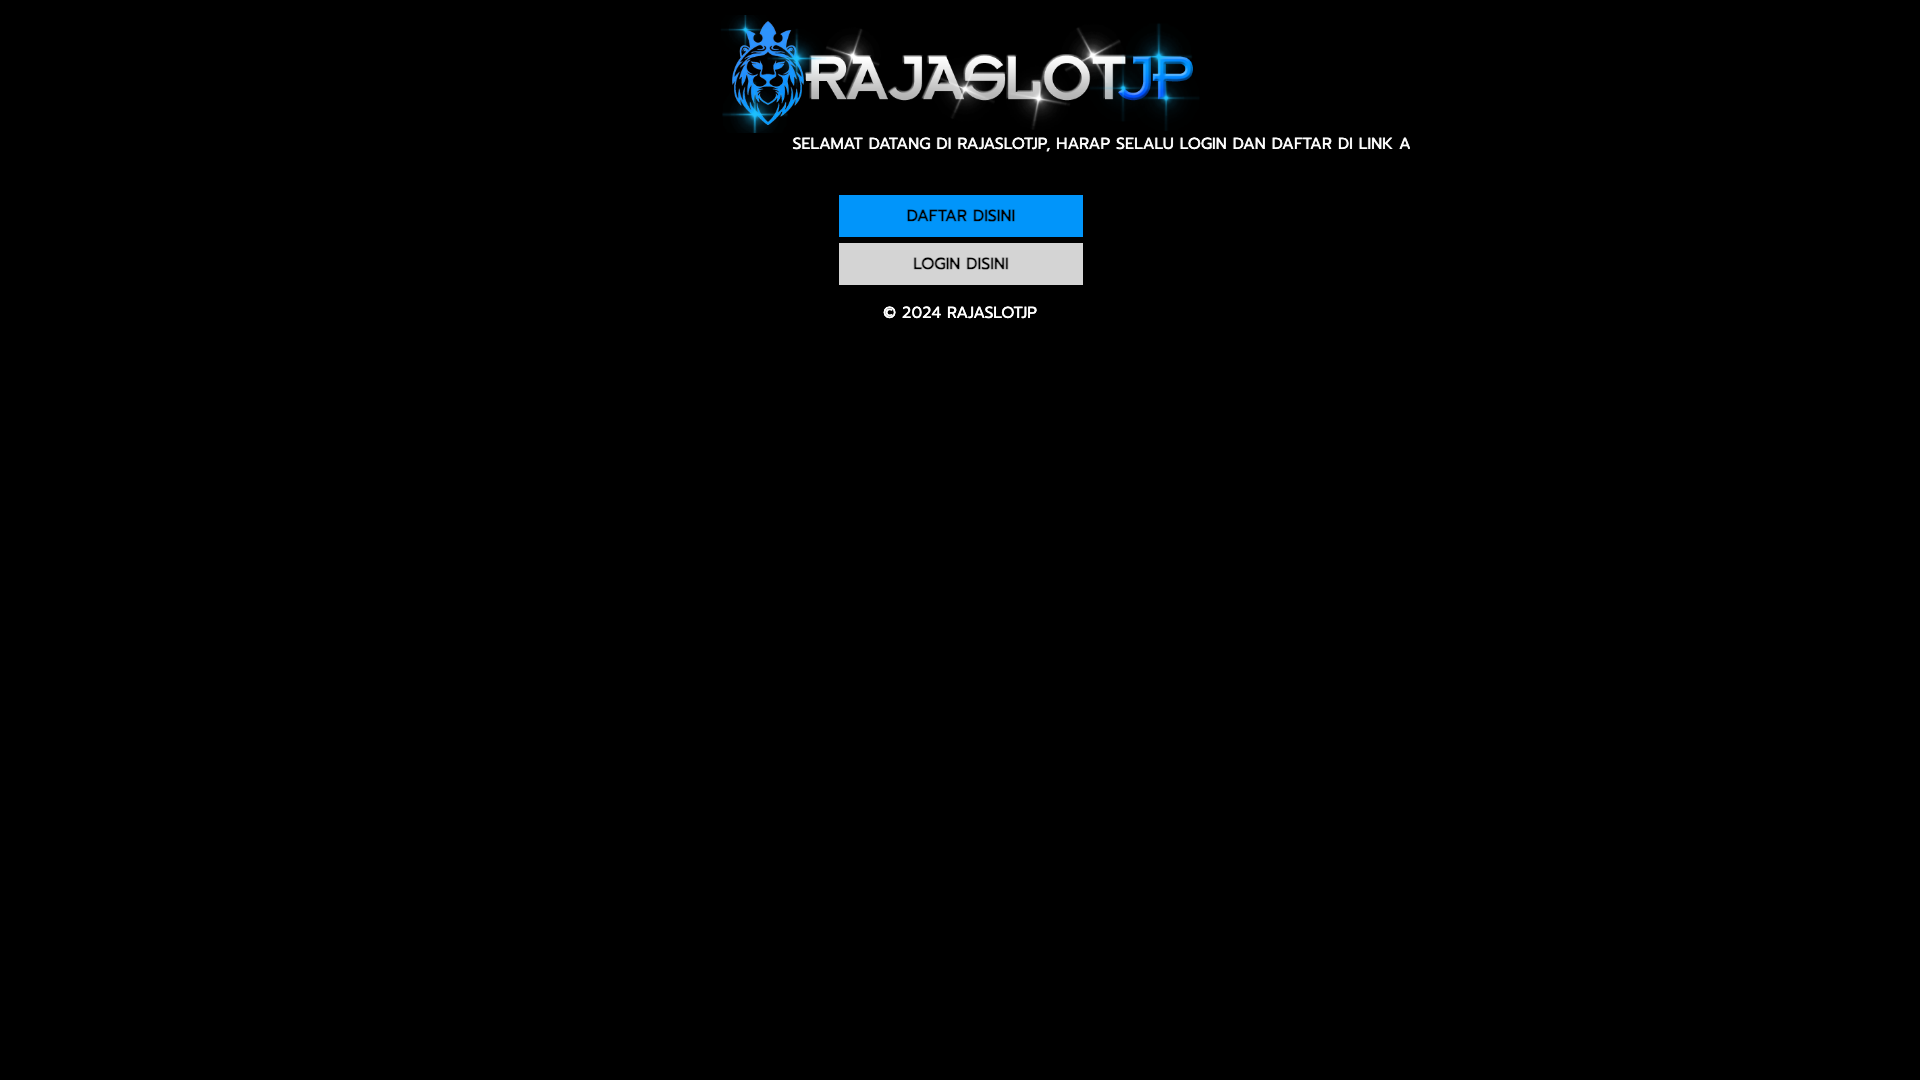 RAJASLOTJP
SELAMAT DATANG DI RAJASLOTJP, HARAP SELALU LOGIN DAN DAFTAR DI LINK A
DAFTAR DISINI
LOGIN DISINI
© 2024 RAJASLOTJP